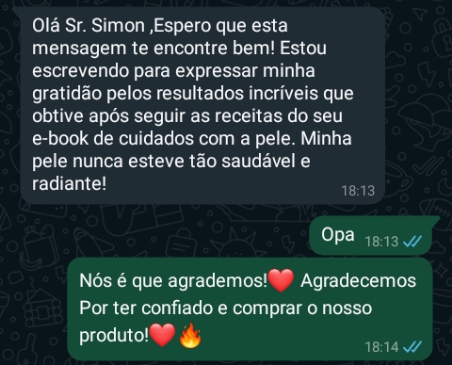 Olá Sr. Simon ,Espero que esta
mensagem te encontre bem! Estou
escrevendo para expressar minha
gratidão pelos resultados incríveis que
obtive após seguir as receitas do seu
e-book de cuidados com a pele. Minha
pele nunca esteve tão saudável e
radiante!
18:13
Opa 18:13
Nós é que agrademos!❤️ Agradecemos
Por ter confiado e comprar o nosso
produto!❤️🔥
18:14